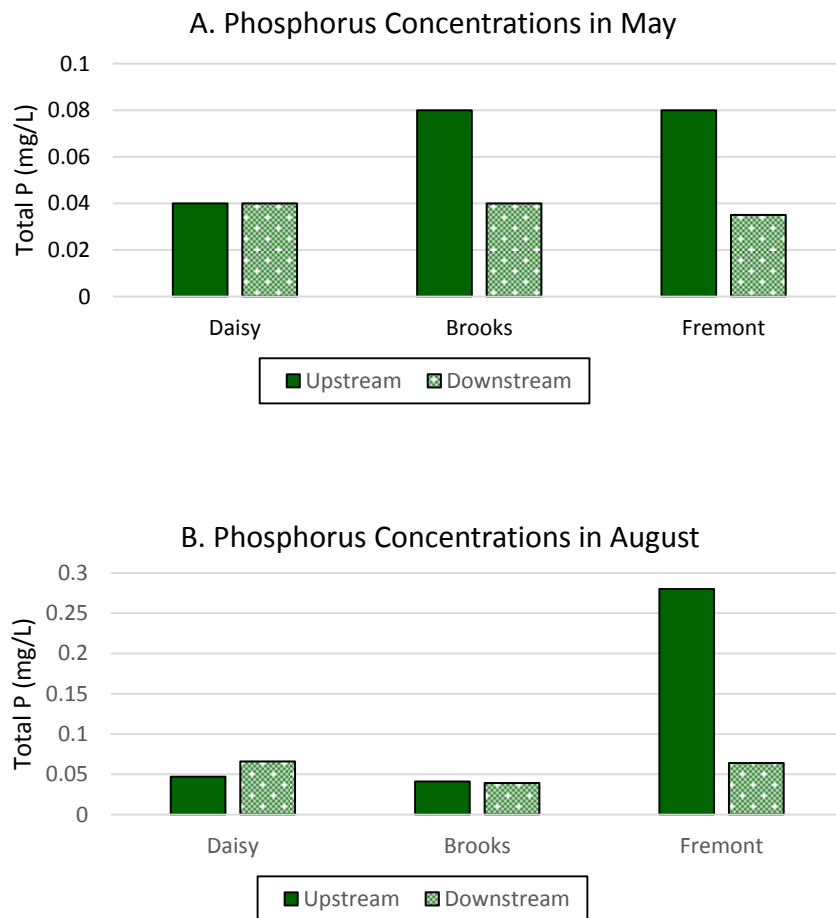 A. Phosphorus Concentrations in May
Total P (mg/L)
0.1
0.08
0.06
0.04
0.02
0
Daisy Brooks Fremont
Upstream Downstream
B. Phosphorus Concentrations in August
Total P (mg/L)
0.3
0.25
0.2
0.15
0.1
0.05
0
Daisy Brooks Fremont
Upstream Downstream